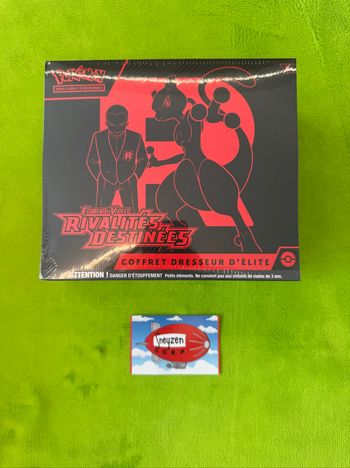 POKÉMON
R
ÉCARLATE ET VIOLET
RIVALITÉS
DESTINÉES
COFFRET DRESSEUR D'ÉLITE
ATTENTION ! DANGER D'ÉTOUFFEMENT Petits éléments. Ne convient pas aux enfants de moins de 3 ans.
neyzen
CORP.